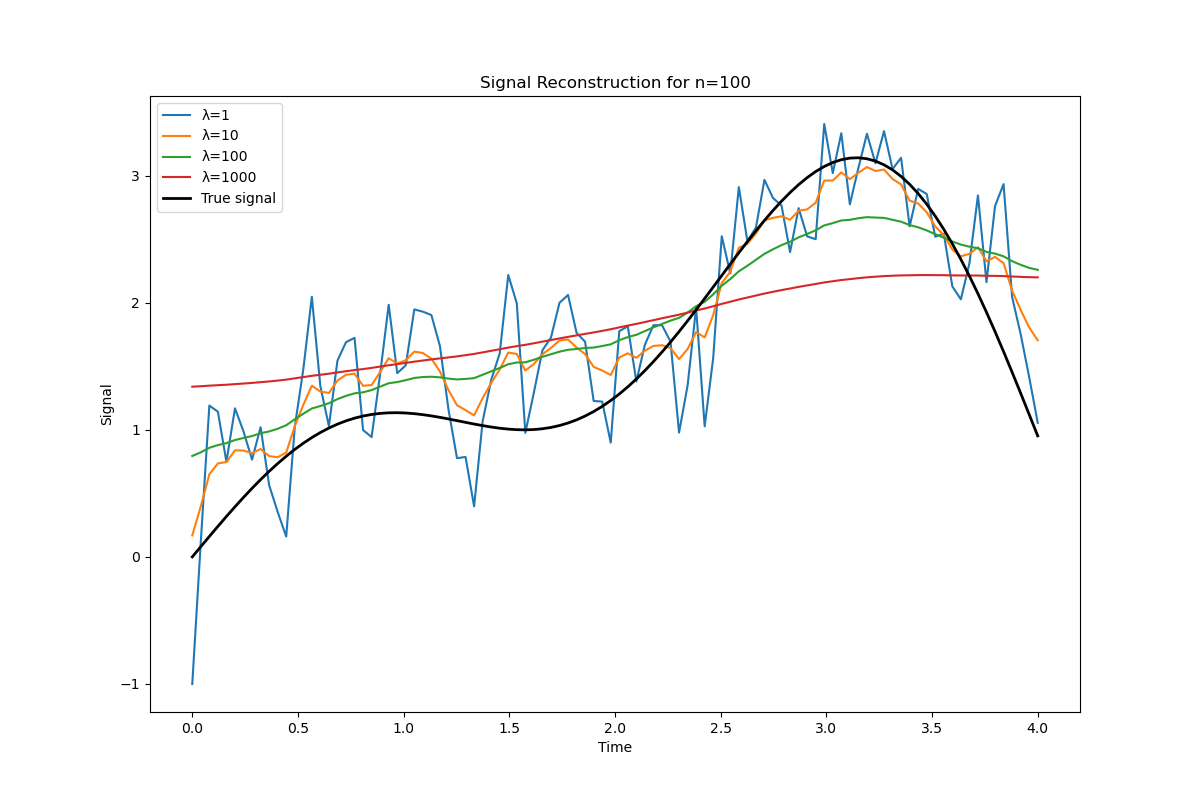 Signal Reconstruction for n=100
λ=1
λ=10
λ=100
λ=1000
True signal
Signal
3
2
1
0
−1
0.0 0.5 1.0 1.5 2.0 2.5 3.0 3.5 4.0
Time